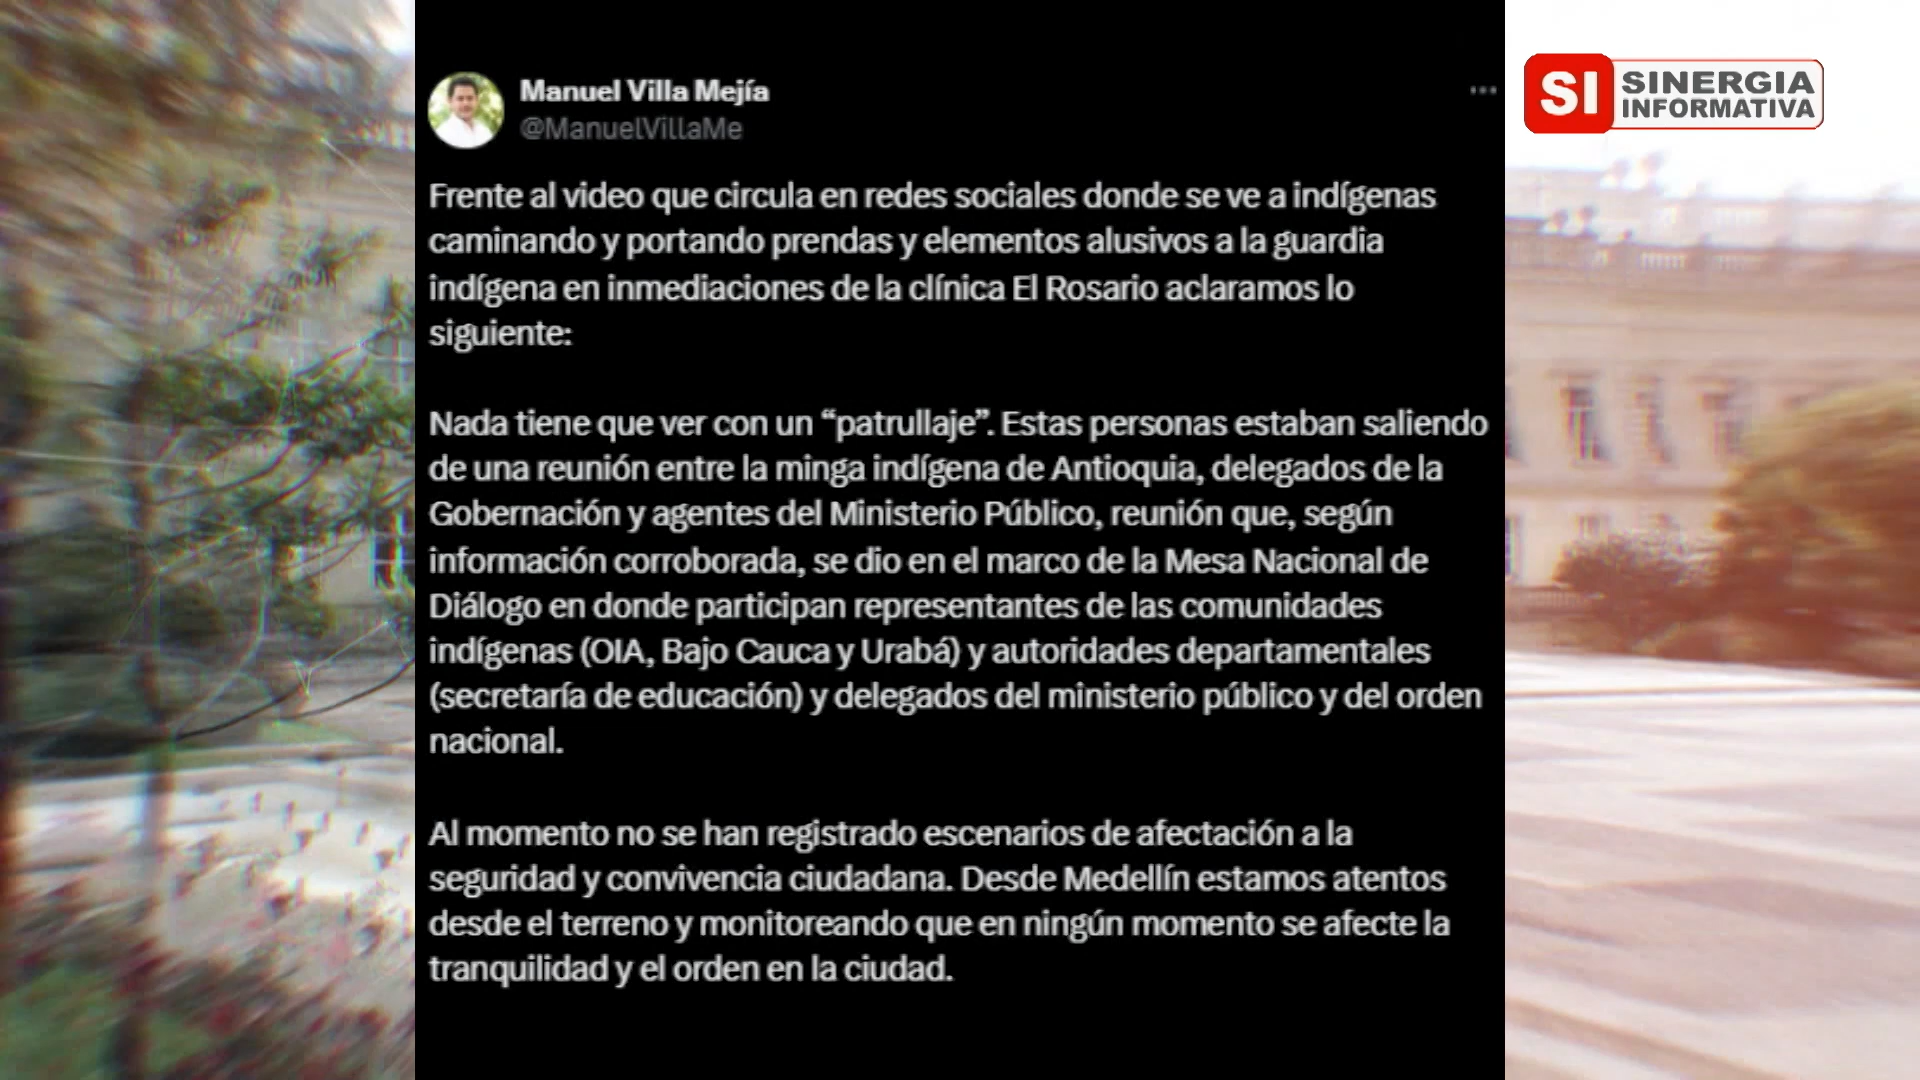 Manuel Villa Mejía
@ManuelVillaMe
SI SINERGIA
INFORMATIVA
Frente al video que circula en redes sociales donde se ve a indígenas
caminando y portando prendas y elementos alusivos a la guardia
indígena en inmediaciones de la clínica El Rosario aclaramos lo
siguiente:
Nada tiene que ver con un “patrullaje”. Estas personas estaban saliendo
de una reunión entre la minga indígena de Antioquia, delegados de la
Gobernación y agentes del Ministerio Público, reunión que, según
información corroborada, se dio en el marco de la Mesa Nacional de
Diálogo en donde participan representantes de las comunidades
indígenas (OIA, Bajo Cauca y Urabá) y autoridades departamentales
(secretaría de educación) y delegados del ministerio público y del orden
nacional.
Al momento no se han registrado escenarios de afectación a la
seguridad y convivencia ciudadana. Desde Medellín estamos atentos
desde el terreno y monitoreando que en ningún momento se afecte la
tranquilidad y el orden en la ciudad.